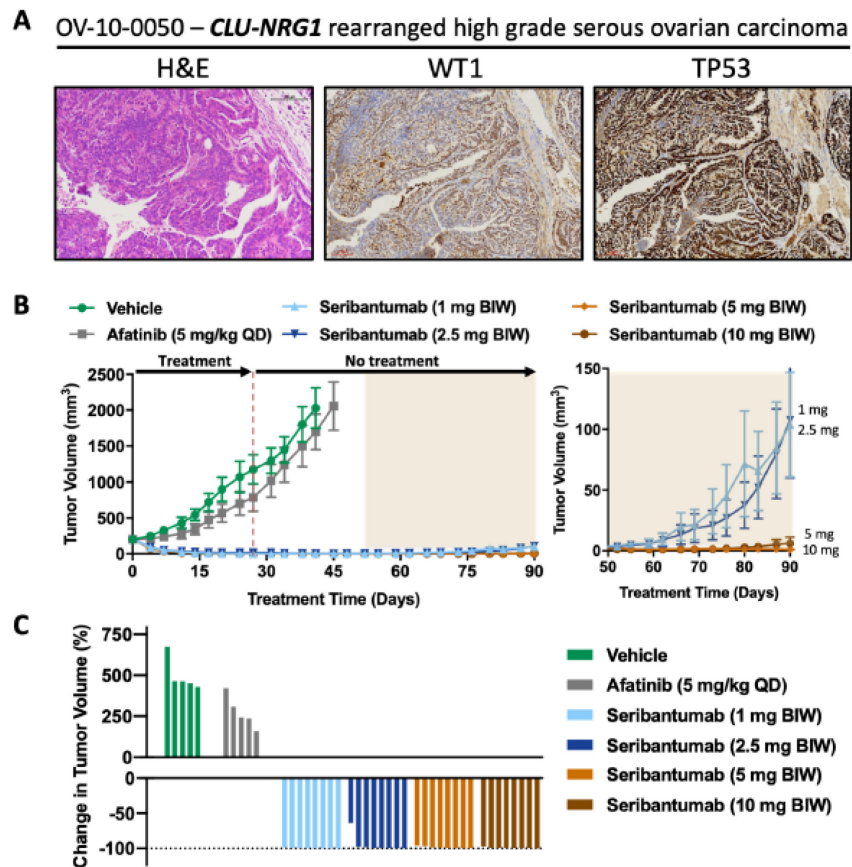 A
OV-10-0050 – CLU-NRG1 rearranged high grade serous ovarian carcinoma
H&E
WT1
TP53
B
Vehicle
Seribantumab (1 mg BIW)
Seribantumab (5 mg BIW)
Afatinib (5 mg/kg QD)
Seribantumab (2.5 mg BIW)
Seribantumab (10 mg BIW)
Treatment
No treatment
Tumor Volume (mm³)
2500
2000
1500
1000
500
0
0
15
30
45
60
75
90
Treatment Time (Days)
Tumor Volume (mm³)
150
100
50
0
50
60
70
80
90
1 mg
2.5 mg
5 mg
10 mg
Treatment Time (Days)
C
Change in Tumor Volume (%)
750
500
250
0
0
-50
-100
Vehicle
Afatinib (5 mg/kg QD)
Seribantumab (1 mg BIW)
Seribantumab (2.5 mg BIW)
Seribantumab (5 mg BIW)
Seribantumab (10 mg BIW)